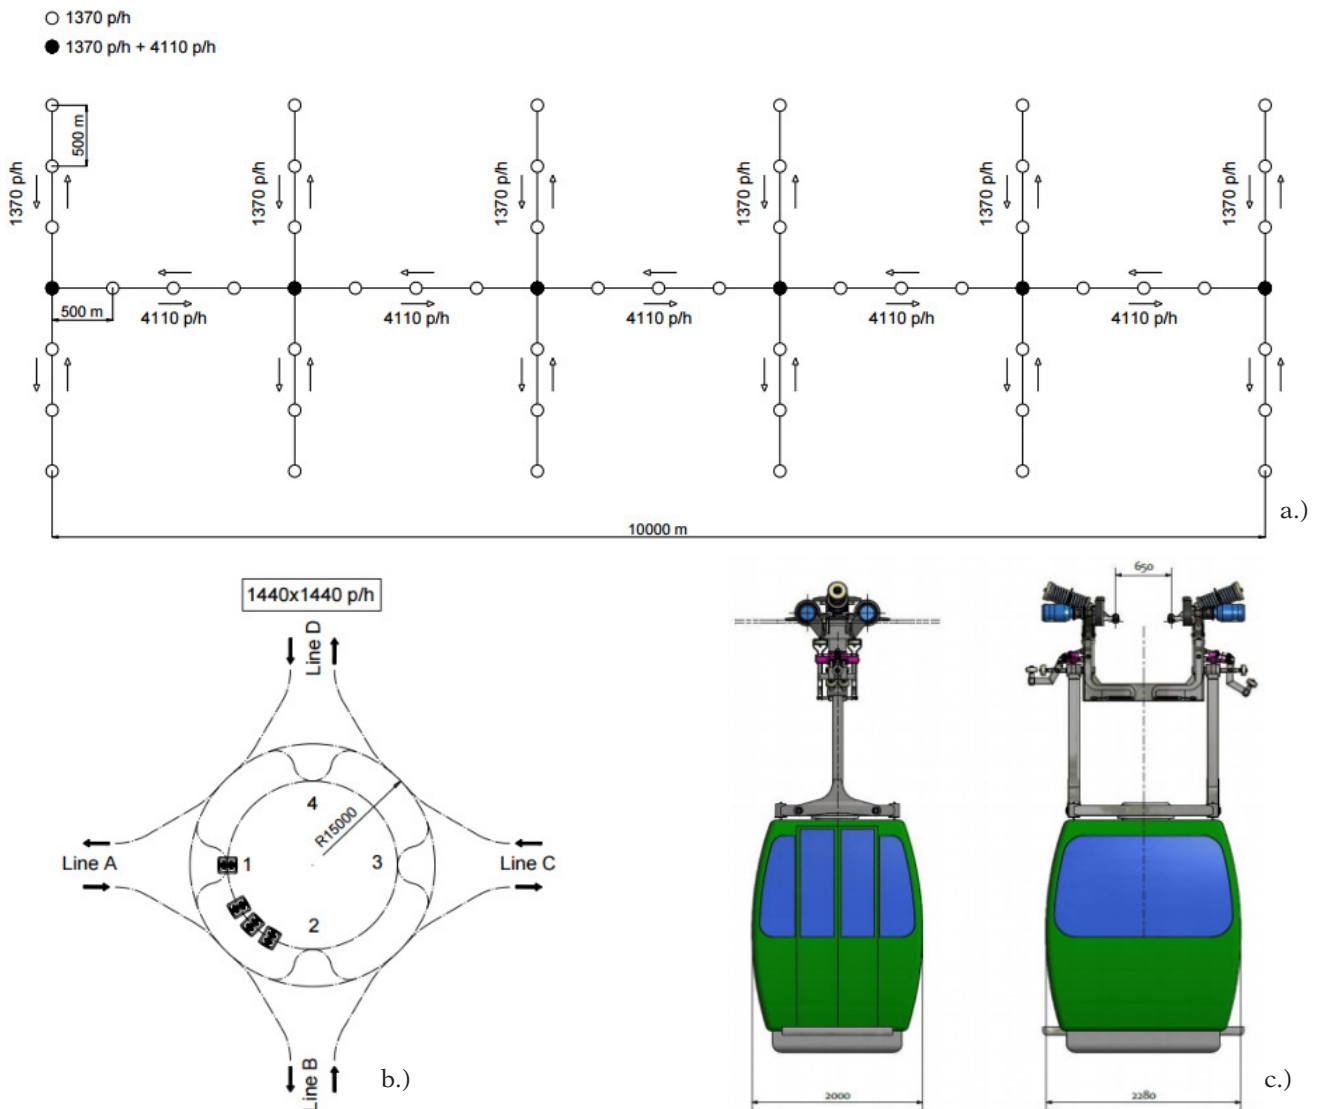 1370 p/h
1370 p/h + 4110 p/h
500 m
1370 p/h
1370 p/h
1370 p/h
1370 p/h
1370 p/h
1370 p/h
500 m
4110 p/h
4110 p/h
4110 p/h
4110 p/h
4110 p/h
10000 m
a.)
1440x1440 p/h
Line D
4
R15000
Line A
1
3
Line C
2
Line B
b.)
650
2000
2280
c.)